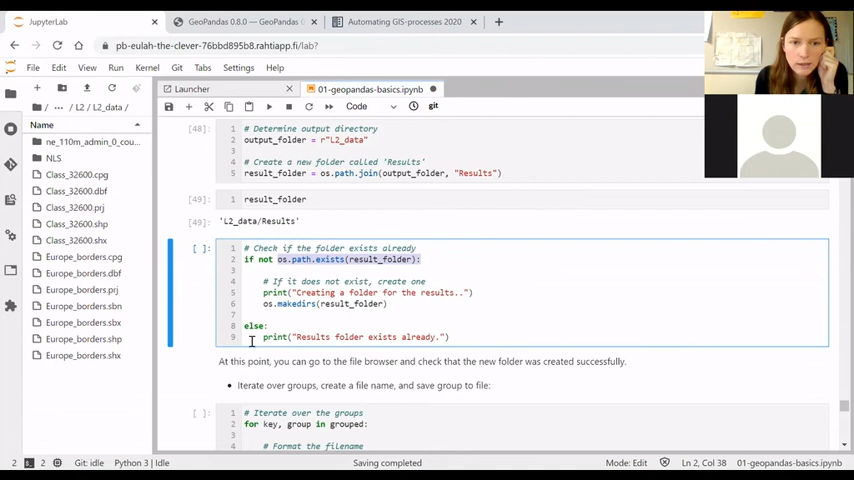 JupyterLab
GeoPandas 0.8.0 — GeoPandas
Automating GIS-processes 2020
pb-eulah-the-clever-76bbd895b8.rahtiapp.fi/lab?
File Edit View Run Kernel Git Tabs Settings
Launcher
01-geopandas-basics.ipynb
Code
git
/ ··· / L2 / L2_data /
Name
ne_110m_admin_0_cou...
NLS
Class_32600.cpg
Class_32600.dbf
Class_32600.prj
Class_32600.shp
Class_32600.shx
Europe_borders.cpg
Europe_borders.dbf
Europe_borders.prj
Europe_borders.sbn
Europe_borders.sbx
Europe_borders.shp
Europe_borders.shx
[48]:
1 # Determine output directory
2 output_folder = r"L2_data"
3
4 # Create a new folder called 'Results'
5 result_folder = os.path.join(output_folder, "Results")
[49]:
1 result_folder
[49]: 'L2_data/Results'
[ ]:
1 # Check if the folder exists already
2 if not os.path.exists(result_folder):
3
4 # If it does not exist, create one
5 print("Creating a folder for the results..")
6 os.makedirs(result_folder)
7
8 else:
9 print("Results folder exists already.")
At this point, you can go to the file browser and check that the new folder was created successfully.
• Iterate over groups, create a file name, and save group to file:
[ ]:
1 # Iterate over the groups
2 for key, group in grouped:
3
4 # Format the filename
2 2 Git: idle Python 3 | Idle Saving completed Mode: Edit Ln 2, Col 38 01-geopandas-basics.ipynb